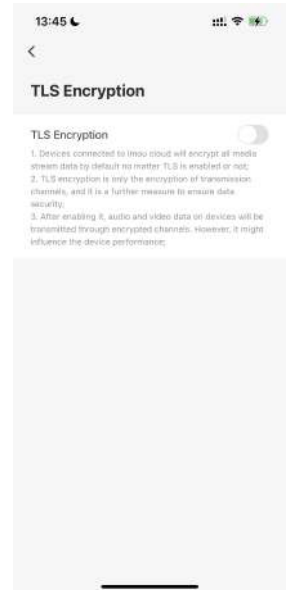 13:45
TLS Encryption
TLS Encryption
1. Devices connected to Imou cloud will encrypt all media
stream data by default no matter TLS is enabled or not;
2. TLS encryption is only the encryption of transmission
channels, and it is a further measure to ensure data
security;
3. After enabling it, audio and video data on devices will be
transmitted through encrypted channels. However, it might
influence the device performance;